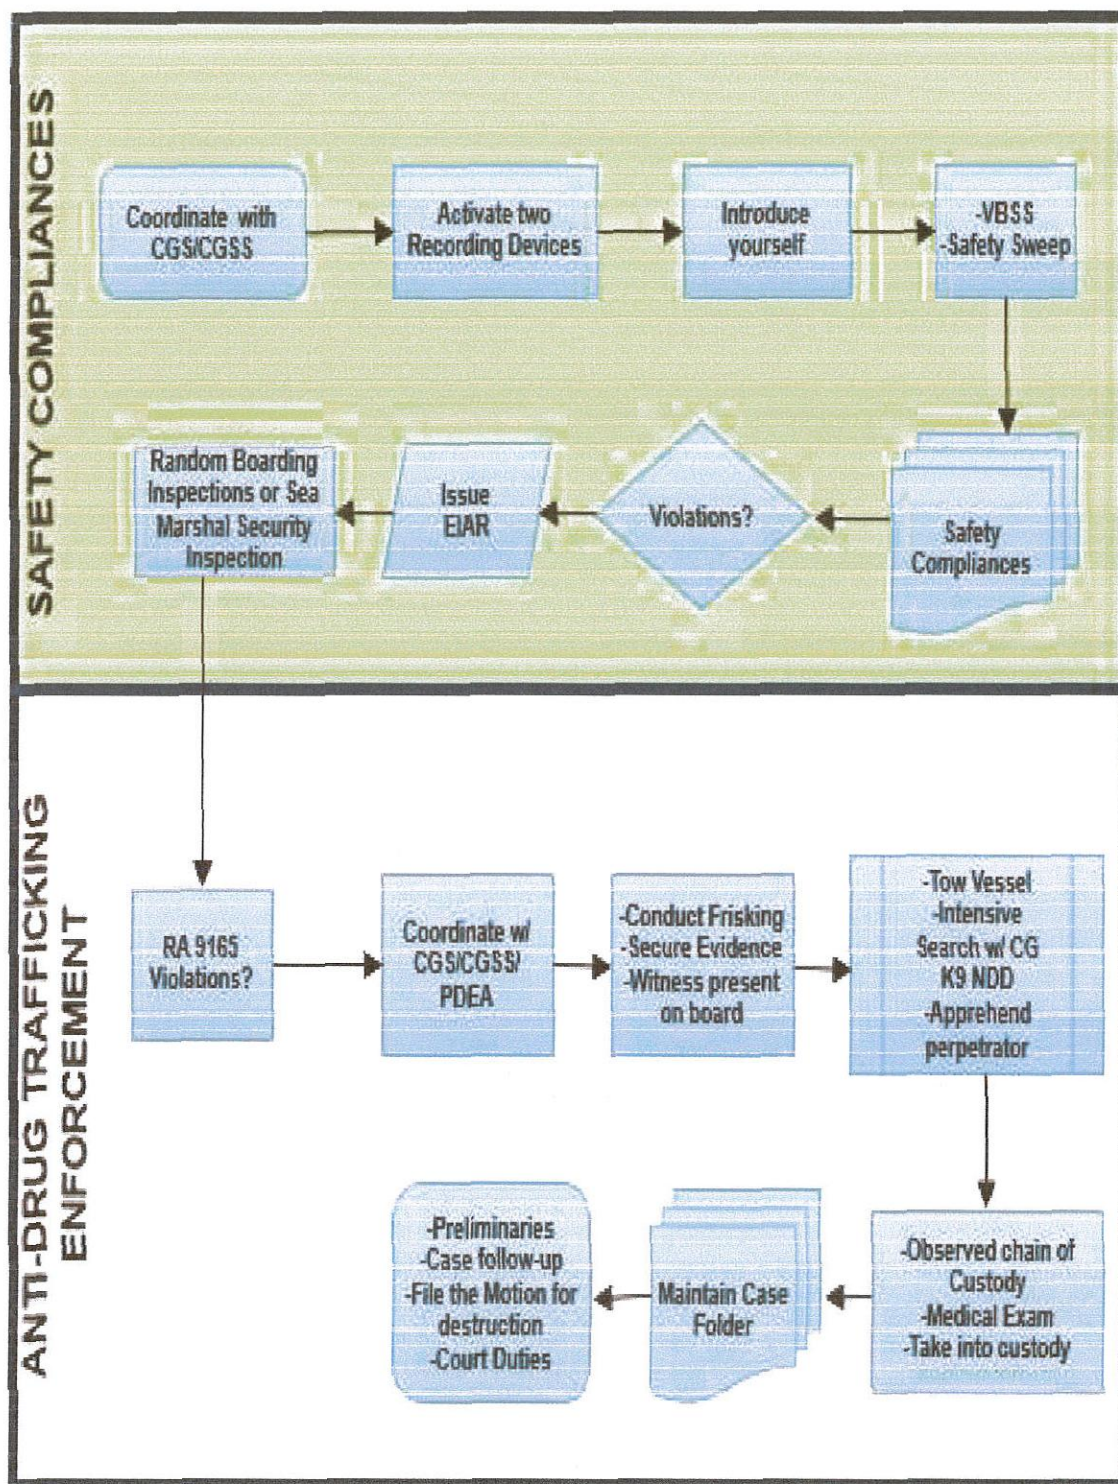 SAFETY COMPLIANCES
Coordinate with
CGS/CGSS
Activate two
Recording Devices
Introduce
yourself
-VBSS
-Safety Sweep
Safety
Compliances
Violations?
Issue
EIAR
Random Boarding
Inspections or Sea
Marshal Security
Inspection
ANTI-DRUG TRAFFICKING
ENFORCEMENT
RA 9165
Violations?
Coordinate w/
CGS/CGSS/
PDEA
-Conduct Frisking
-Secure Evidence
-Witness present
on board
-Tow Vessel
-Intensive
Search w/ CG
K9 NDD
-Apprehend
perpetrator
-Observed chain of
Custody
-Medical Exam
-Take into custody
Maintain Case
Folder
-Preliminaries
-Case follow-up
-File the Motion for
destruction
-Court Duties